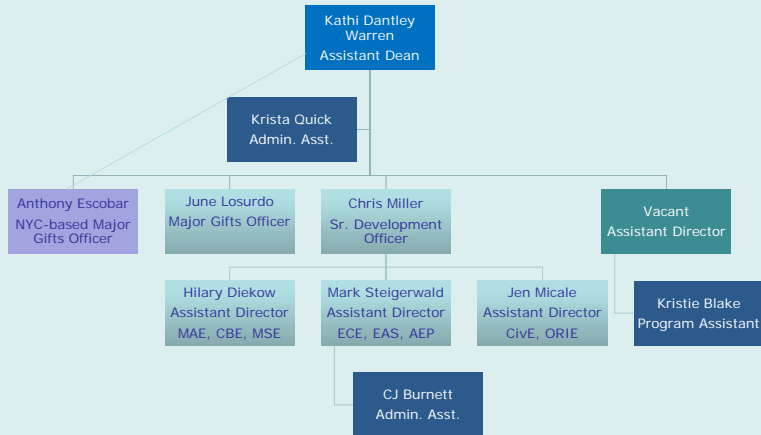 Kathi Dantley
Warren
Assistant Dean
Krista Quick
Admin. Asst.
Anthony Escobar
NYC-based Major
Gifts Officer
June Losurdo
Major Gifts Officer
Chris Miller
Sr. Development
Officer
Vacant
Assistant Director
Hilary Diekow
Assistant Director
MAE, CBE, MSE
Mark Steigerwald
Assistant Director
ECE, EAS, AEP
Jen Micale
Assistant Director
CivE, ORIE
Kristie Blake
Program Assistant
CJ Burnett
Admin. Asst.